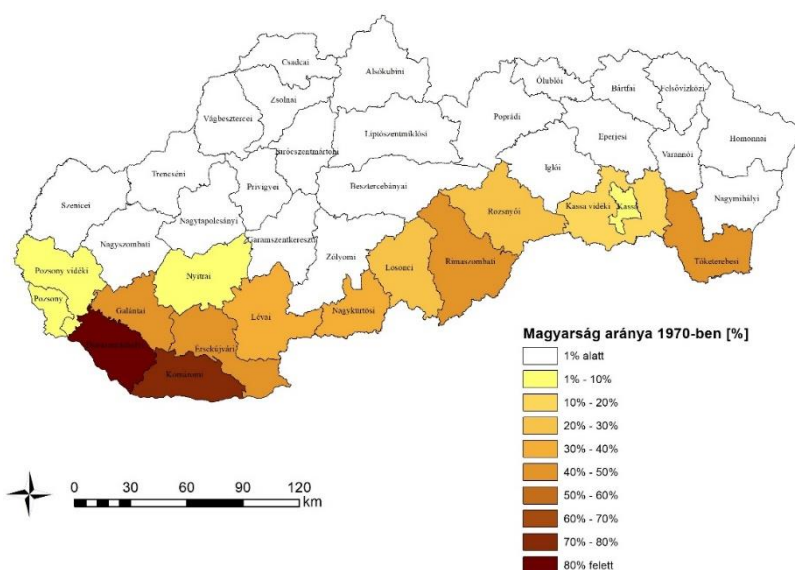 Csadcai
Alsókubini
Zsolnai
Ólublói
Bártfai
Felsővízközi
Vágbesztercei
Poprádi
Liptószentmiklósi
Eperjesi
Homonnai
Varannói
Iglói
Trencséni
Privigyei
Besztercebányai
Nagymihályi
Szenicei
Nagytapolcsányi
Rozsnyói
Kassa vidéki
Kassa
Nagyszombati
Garamszentkereszti
Zólyomi
Pozsony vidéki
Nyitrai
Losonci
Rimaszombati
Tőketerebesi
Pozsony
Galántai
Lévai
Nagykürtösi
Érsekújvári
Komáromi
Magyarság aránya 1970-ben [%]
1% alatt
1% - 10%
10% - 20%
20% - 30%
30% - 40%
40% - 50%
50% - 60%
60% - 70%
70% - 80%
80% felett
0 30 60 90 120
km